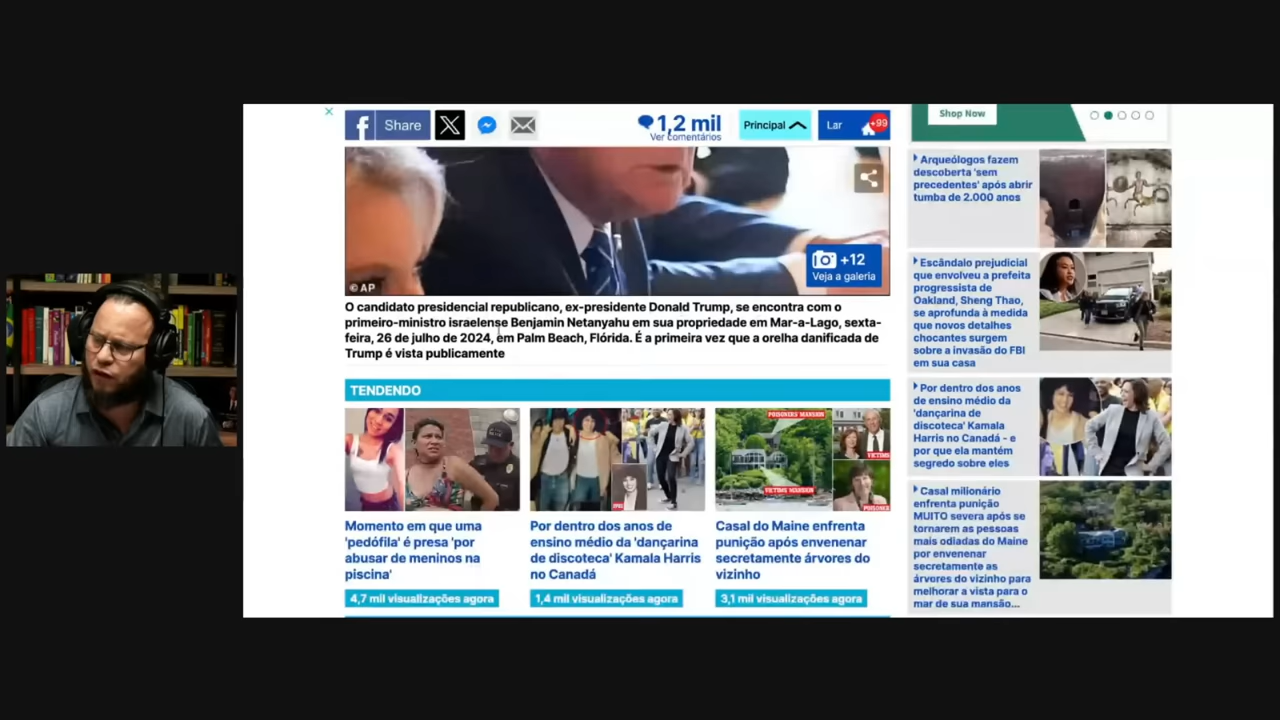 Share
1,2 mil
Ver comentários
Principal
Lar
+99
Shop Now
+12
Veja a galeria
© AP
O candidato presidencial republicano, ex-presidente Donald Trump, se encontra com o
primeiro-ministro israelense Benjamin Netanyahu em sua propriedade em Mar-a-Lago, sexta-
feira, 26 de julho de 2024, em Palm Beach, Flórida. É a primeira vez que a orelha danificada de
Trump é vista publicamente
TENDENDO
PRISONERS' MANSION
VICTIMS
VICTIMS MANSION
PRISONER
Momento em que uma
'pedófila' é presa 'por
abusar de meninos na
piscina'
4,7 mil visualizações agora
Por dentro dos anos de
ensino médio da 'dançarina
de discoteca' Kamala Harris
no Canadá
1,4 mil visualizações agora
Casal do Maine enfrenta
punição após envenenar
secretamente árvores do
vizinho
3,1 mil visualizações agora
Arqueólogos fazem
descoberta 'sem
precedentes' após abrir
tumba de 2.000 anos
Escândalo prejudicial
que envolveu a prefeita
progressista de
Oakland, Sheng Thao,
se aprofunda à medida
que novos detalhes
chocantes surgem
sobre a invasão do FBI
em sua casa
Por dentro dos anos
de ensino médio da
'dançarina de
discoteca' Kamala
Harris no Canadá - e
por que ela mantém
segredo sobre eles
Casal milionário
enfrenta punição
MUITO severa após se
tornarem as pessoas
mais odiadas do Maine
por envenenar
secretamente as
árvores do vizinho para
melhorar a vista para o
mar de sua mansão...